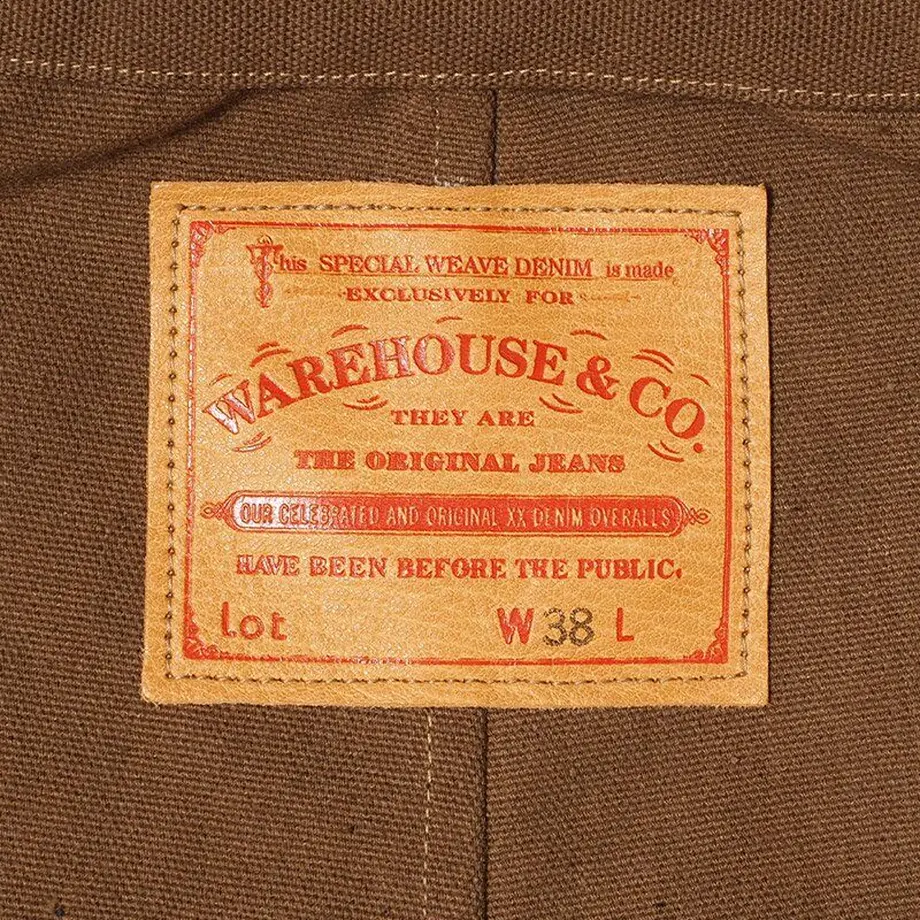 This SPECIAL WEAVE DENIM is made
EXCLUSIVELY FOR
WAREHOUSE & CO.
THEY ARE
THE ORIGINAL JEANS
OUR CELEBRATED AND ORIGINAL XX DENIM OVERALLS
HAVE BEEN BEFORE THE PUBLIC.
Lot W 38 L